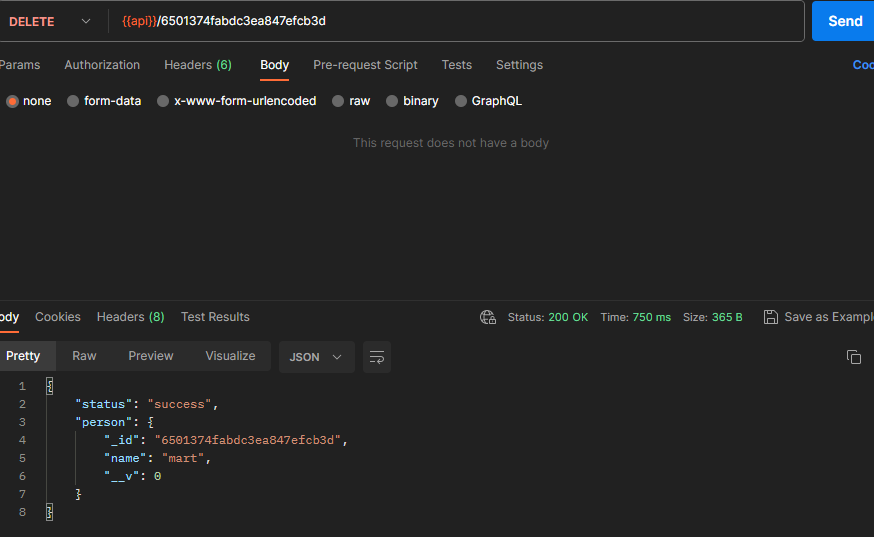 DELETE {{api}}/6501374fabdc3ea847efcb3d Send
Params Authorization Headers (6) Body Pre-request Script Tests Settings Coo
none form-data x-www-form-urlencoded raw binary GraphQL
This request does not have a body
ody Cookies Headers (8) Test Results Status: 200 OK Time: 750 ms Size: 365 B Save as Exampl
Pretty Raw Preview Visualize JSON
1 {
2 "status": "success",
3 "person": {
4 "_id": "6501374fabdc3ea847efcb3d",
5 "name": "mart",
6 "__v": 0
7 }
8 }